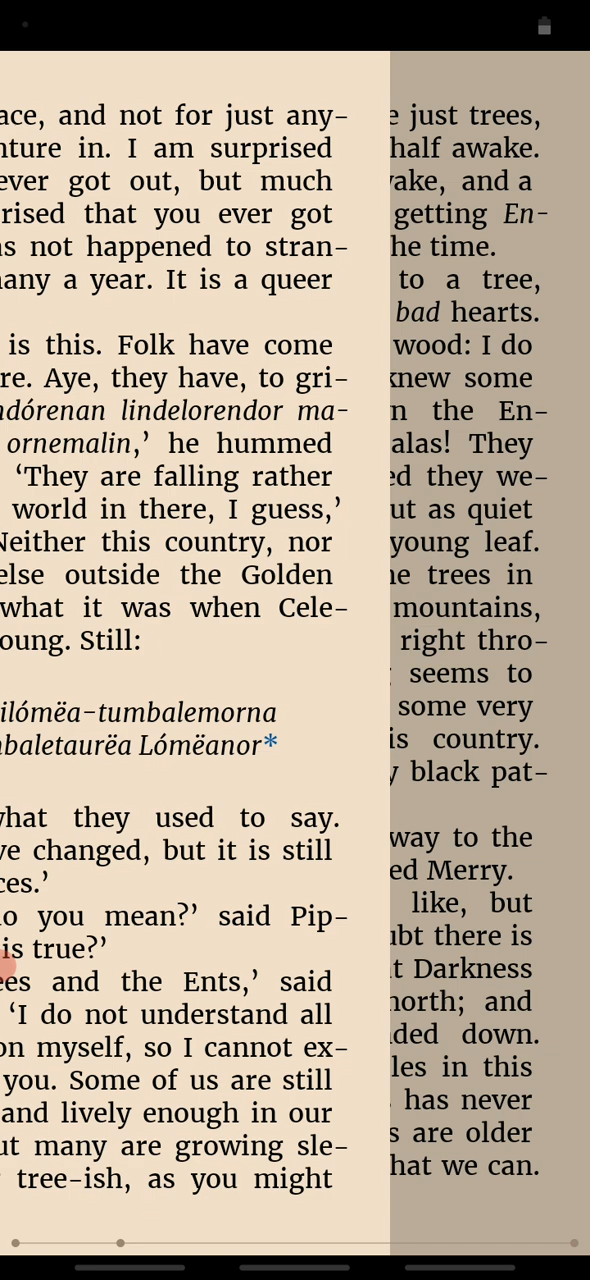 ace, and not for just any-
nture in. I am surprised
ever got out, but much
rised that you ever got
as not happened to stran-
many a year. It is a queer
is this. Folk have come
re. Aye, they have, to gri-
ndórenan lindelorendor ma-
ornemalin,’ he hummed
‘They are falling rather
world in there, I guess,’
Neither this country, nor
else outside the Golden
what it was when Cele-
oung. Still:
ilómëa-tumbalemorna
mbaletaurëa Lómëanor*
what they used to say.
ve changed, but it is still
ces.’
do you mean?’ said Pip-
is true?’
ees and the Ents,’ said
‘I do not understand all
on myself, so I cannot ex-
you. Some of us are still
and lively enough in our
ut many are growing sle-
tree-ish, as you might
e just trees,
half awake.
wake, and a
getting En-
he time.
to a tree,
bad hearts.
wood: I do
knew some
n the En-
alas! They
ed they we-
ut as quiet
young leaf.
he trees in
mountains,
right thro-
seems to
some very
is country.
y black pat-
way to the
ed Merry.
like, but
ubt there is
t Darkness
north; and
nded down.
les in this
has never
s are older
hat we can.